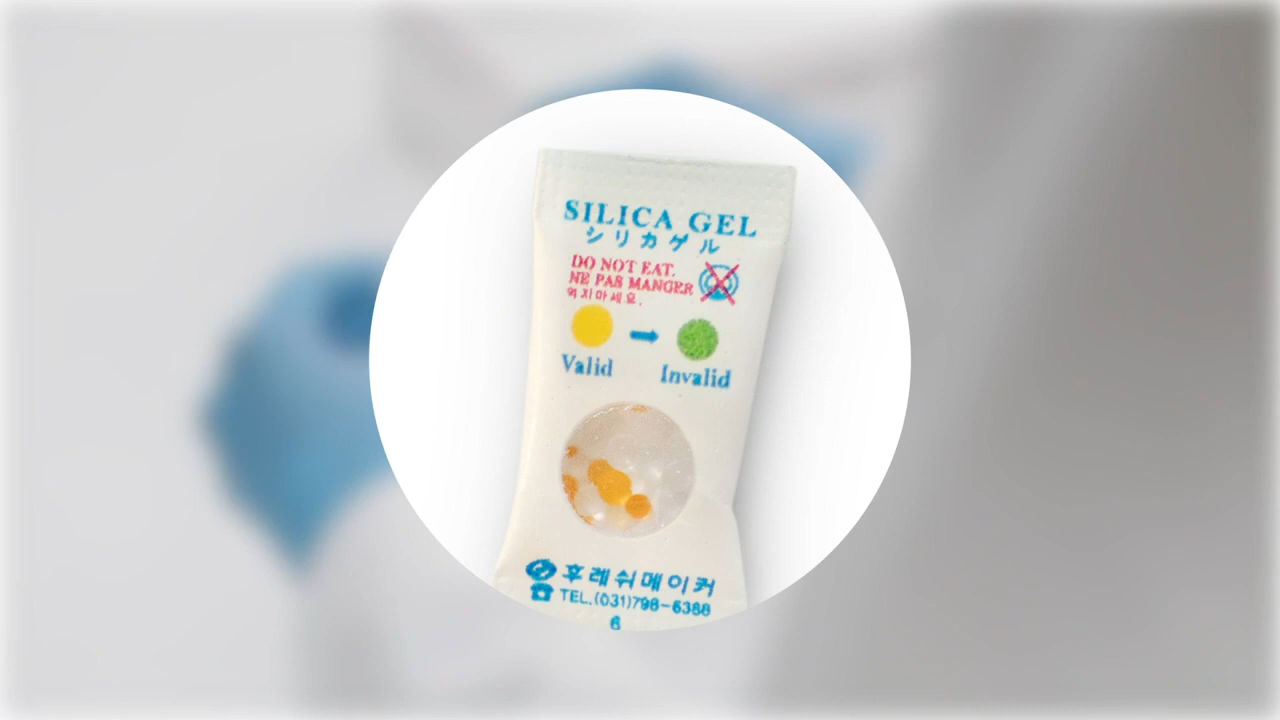 SILICA GEL
シリカゲル
DO NOT EAT.
NE PAS MANGER
먹지마세요.
Valid
Invalid
후레쉬메이커
TEL.(031)798-6388
6